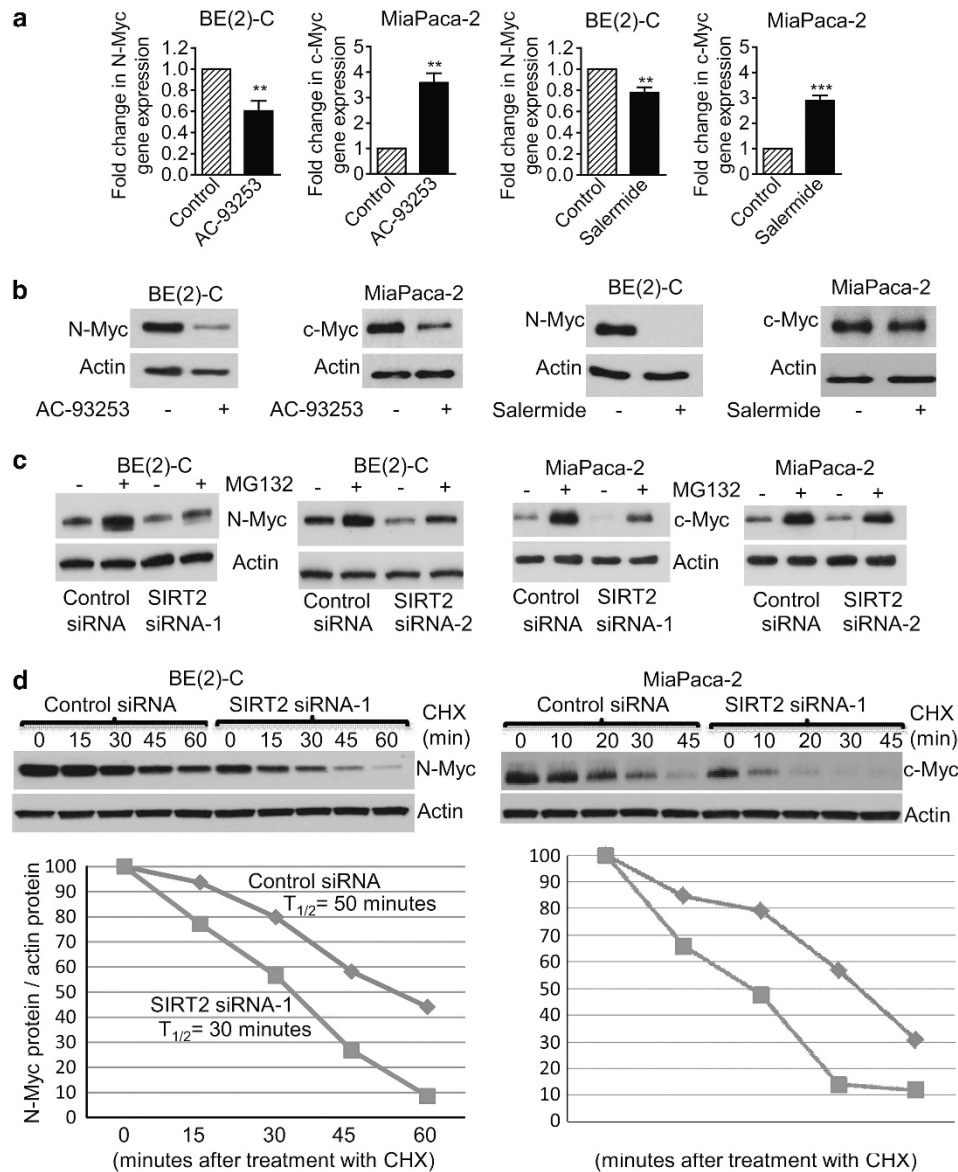 a
BE(2)-C
Fold change in N-Myc
gene expression
1.2
1.0
0.8
0.6
0.4
0.2
0.0
**
Control
AC-93253
MiaPaca-2
Fold change in c-Myc
gene expression
5
4
3
2
1
0
**
Control
AC-93253
BE(2)-C
Fold change in N-Myc
gene expression
1.2
1.0
0.8
0.6
0.4
0.2
0.0
**
Control
Salermide
MiaPaca-2
Fold change in c-Myc
gene expression
5
4
3
2
1
0
***
Control
Salermide
b
BE(2)-C
N-Myc
Actin
AC-93253 - +
MiaPaca-2
c-Myc
Actin
AC-93253 - +
BE(2)-C
N-Myc
Actin
Salermide - +
MiaPaca-2
c-Myc
Actin
Salermide - +
c
BE(2)-C
- + - + MG132
N-Myc
Actin
Control siRNA
SIRT2 siRNA-1
BE(2)-C
- + - +
Control siRNA
SIRT2 siRNA-2
MiaPaca-2
- + - + MG132
c-Myc
Actin
Control siRNA
SIRT2 siRNA-1
MiaPaca-2
- + - +
Control siRNA
SIRT2 siRNA-2
d
BE(2)-C
Control siRNA SIRT2 siRNA-1 CHX
0 15 30 45 60 0 15 30 45 60 (min)
N-Myc
Actin
MiaPaca-2
Control siRNA SIRT2 siRNA-1 CHX
0 10 20 30 45 0 10 20 30 45 (min)
c-Myc
Actin
N-Myc protein / actin protein
100
90
80
70
60
50
40
30
20
10
0
Control siRNA
T1/2= 50 minutes
SIRT2 siRNA-1
T1/2= 30 minutes
0 15 30 45 60
(minutes after treatment with CHX)
100
90
80
70
60
50
40
30
20
10
0
(minutes after treatment with CHX)